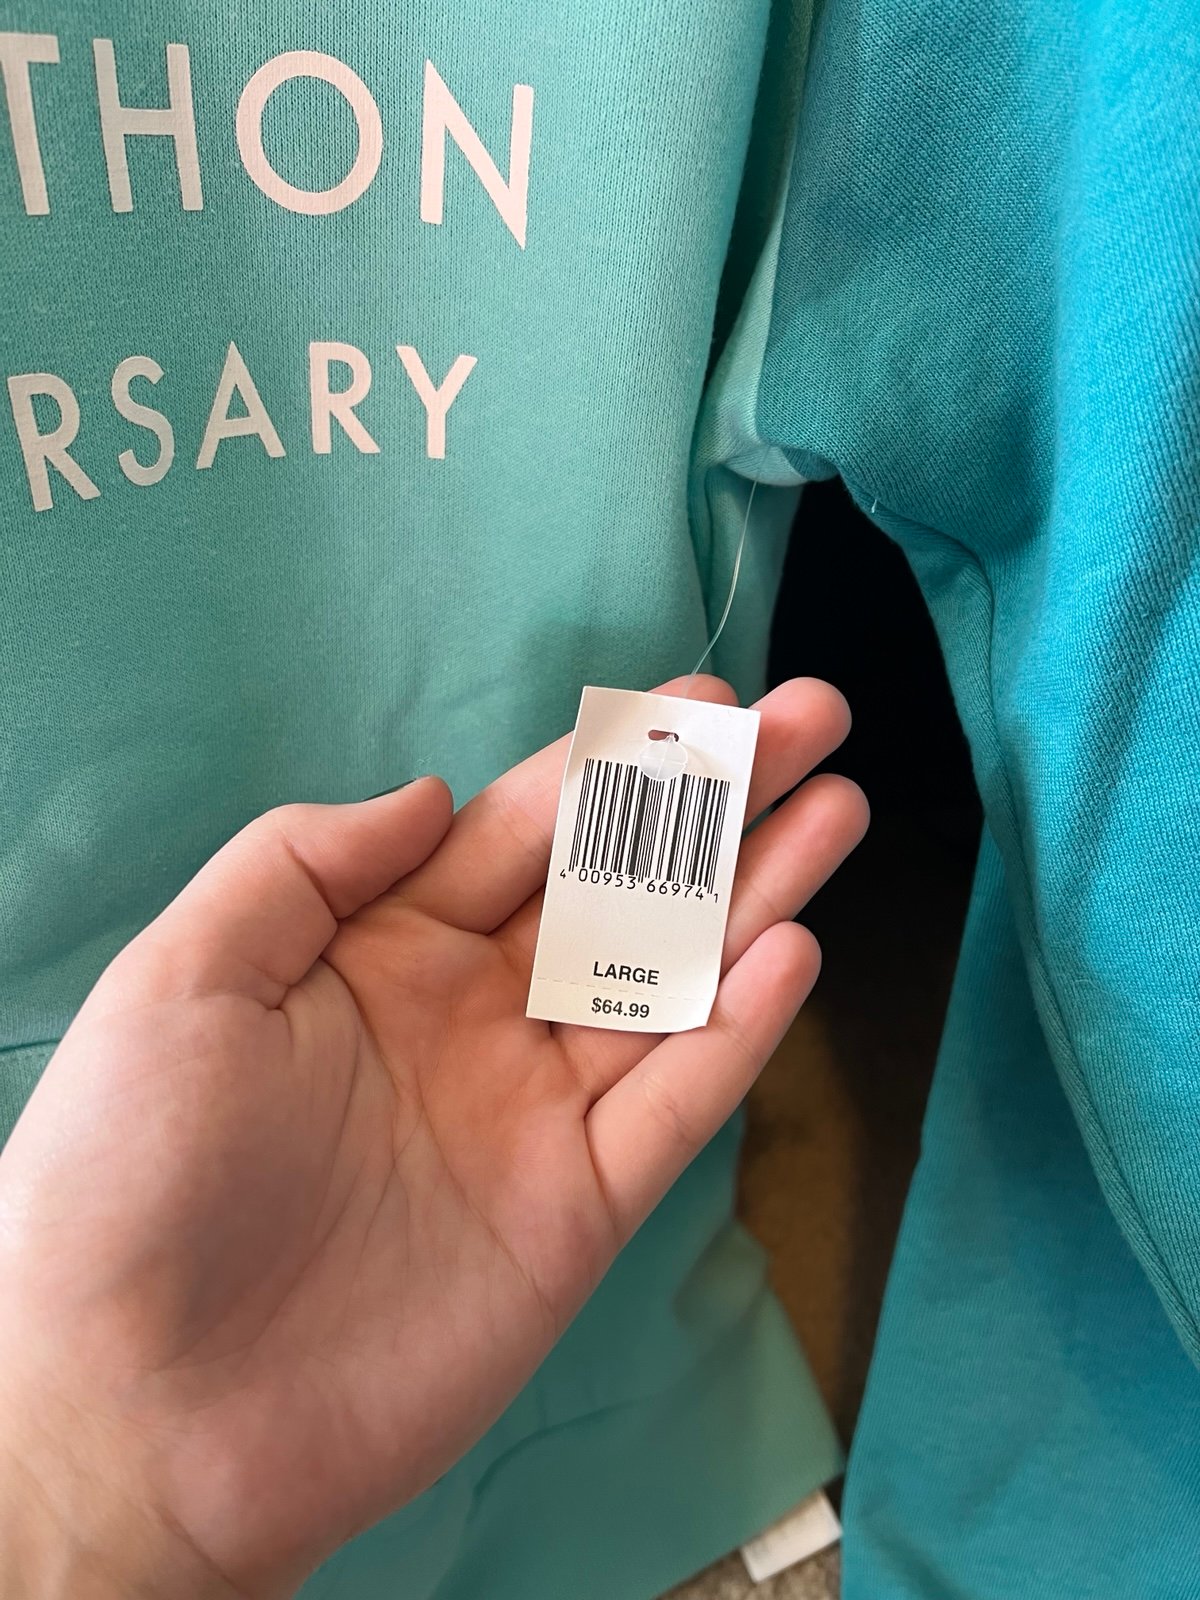 THON
RSARY
4 00953 66974 1
LARGE
$64.99